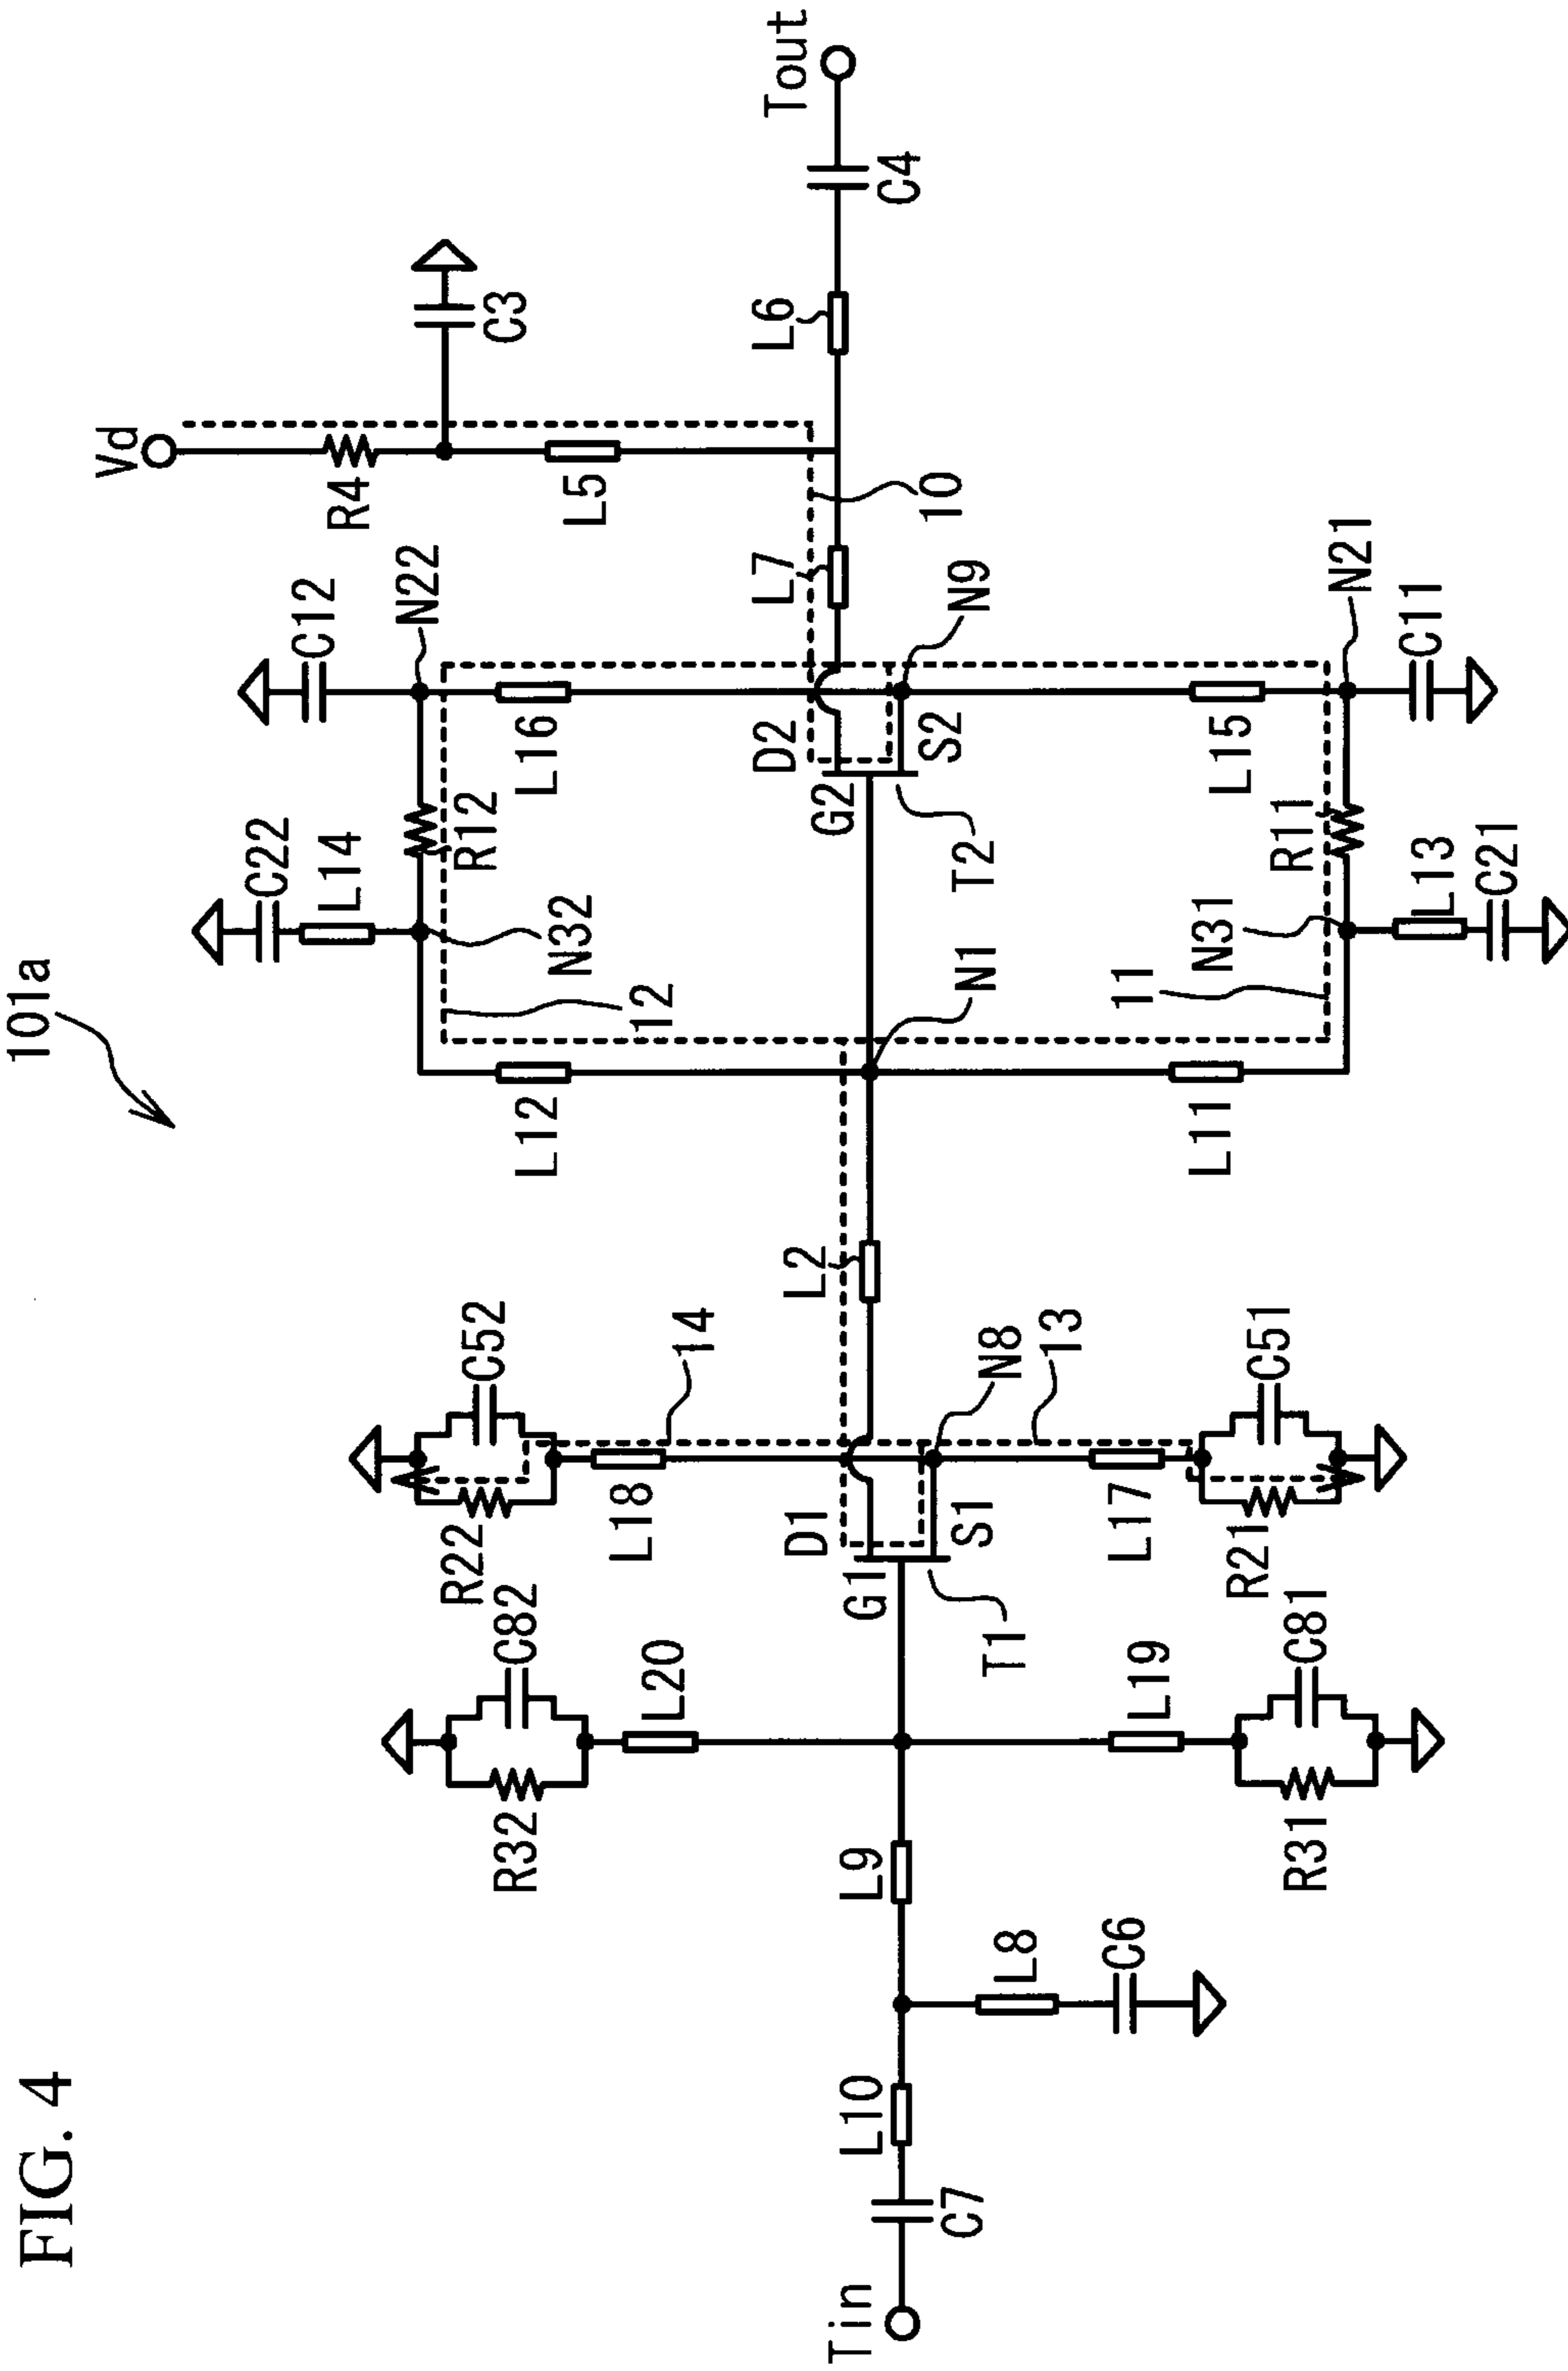 FIG. 4
101a
Vd
R4
C3
L5
Tout
C4
L6
L7
10
C12
N22
L16
R12
C22
L14
N32
12
L12
D2
G2
S2
N9
T2
N1
11
L15
N21
C11
R11
L13
C21
N31
L11
L2
C52
14
R22
L18
D1
G1
S1
N8
13
T1
L17
C51
R21
C82
L20
R32
L19
C81
R31
L9
L8
C6
L10
C7
Tin